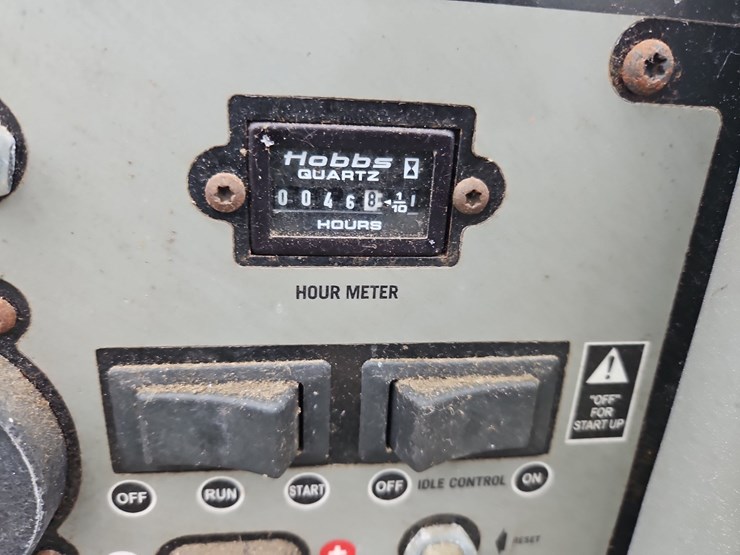 Hobbs
QUARTZ
0 0 4 6 8 1/10
HOURS
HOUR METER
"OFF"
FOR
START UP
OFF RUN START OFF IDLE CONTROL ON
RESET